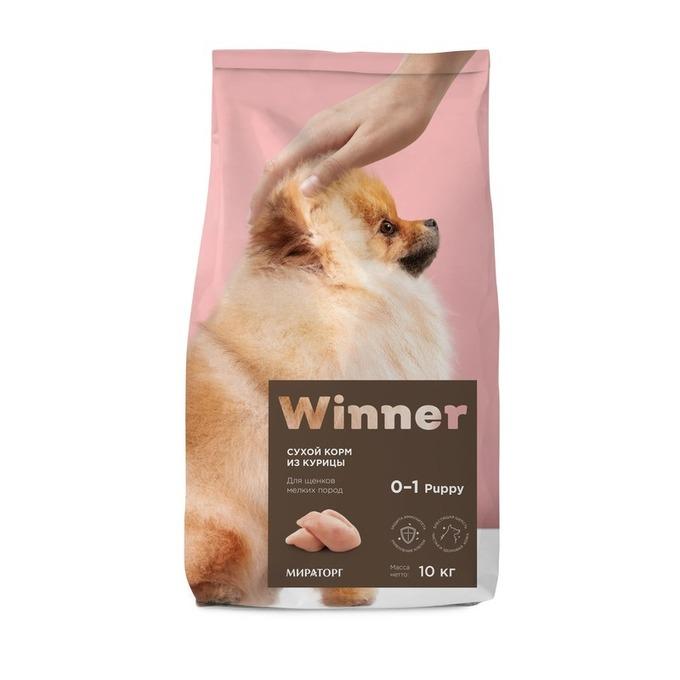 Winner
СУХОЙ КОРМ
ИЗ КУРИЦЫ
Для щенков
мелких пород
0–1 Puppy
МИРАТОРГ
Масса
нетто:
10 кг